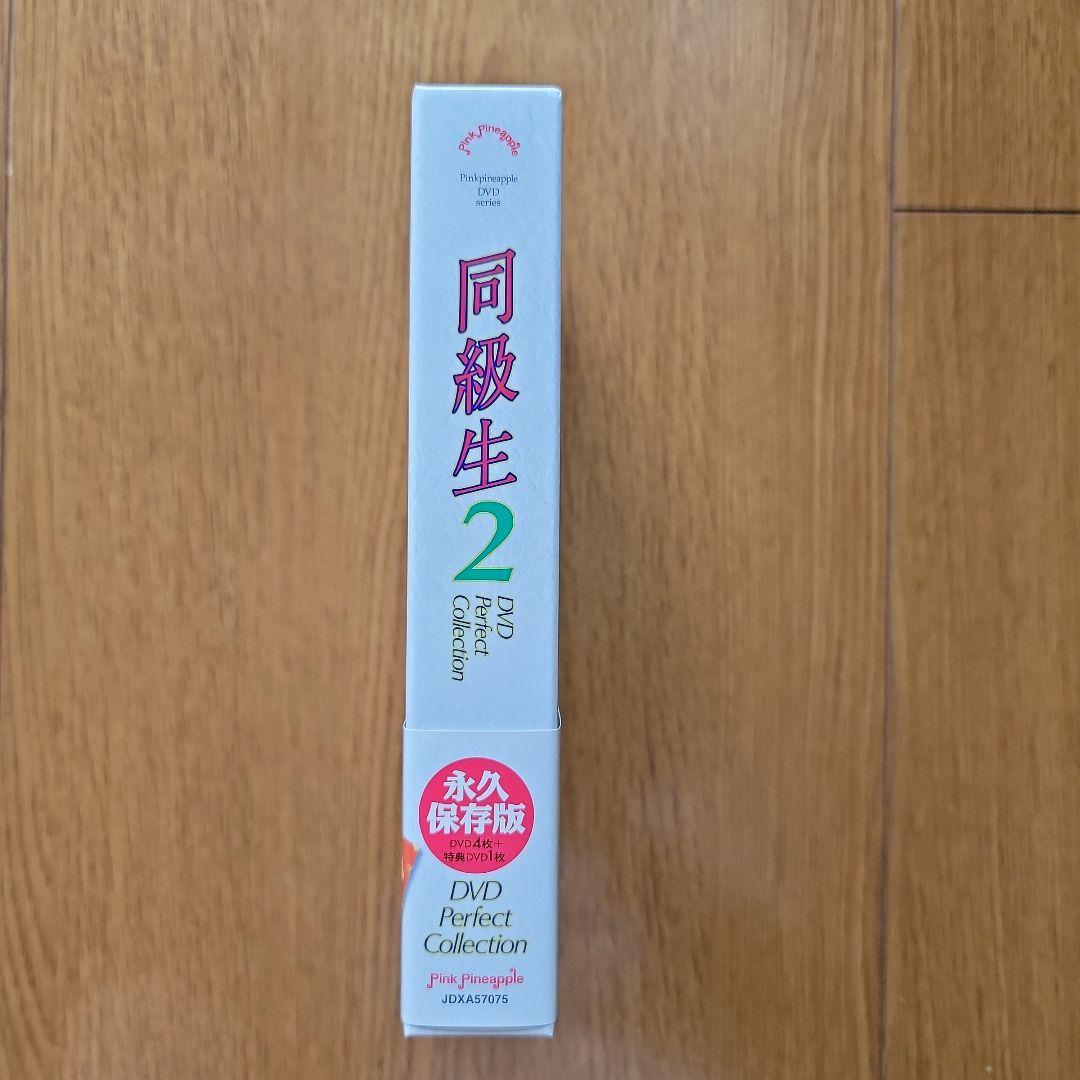 Pink Pineapple
Pinkpineapple
DVD
series
同級生2
DVD
Perfect
Collection
永久
保存版
DVD4枚+
特典DVD1枚
DVD
Perfect
Collection
Pink Pineapple
JDXA57075